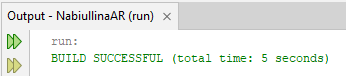 Output - NabiullinaAR (run) ×
run:
BUILD SUCCESSFUL (total time: 5 seconds)